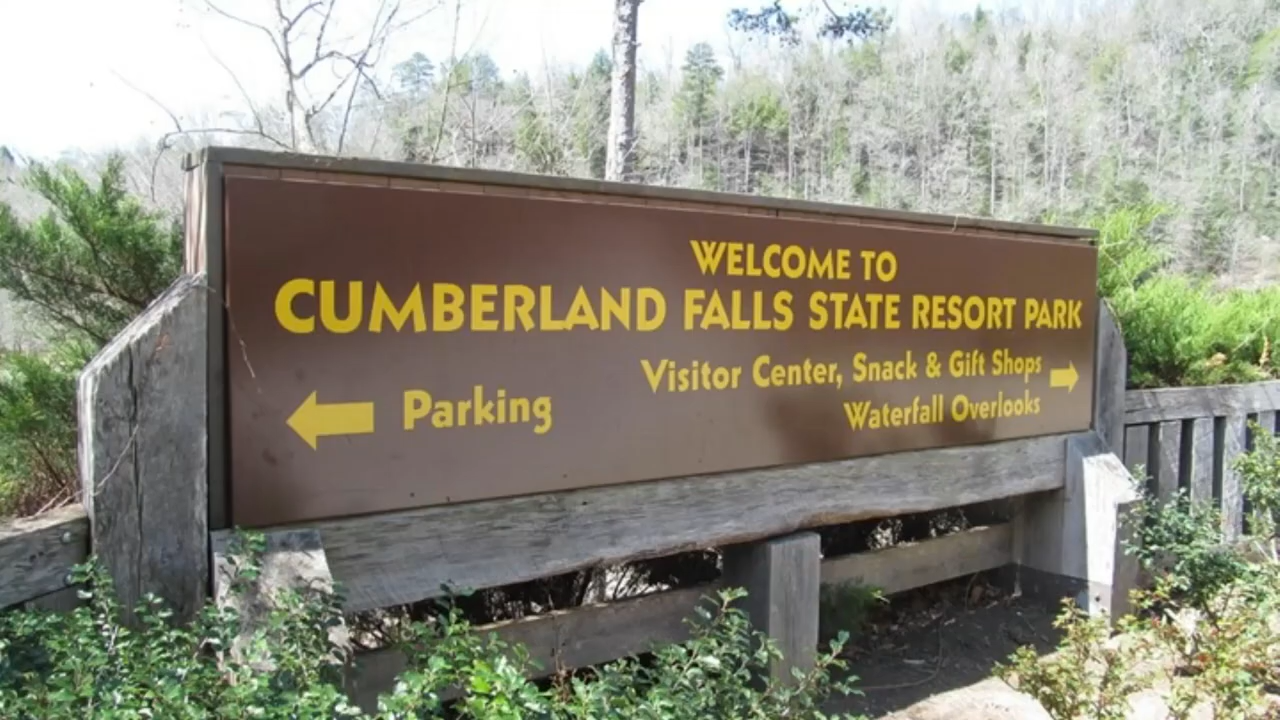 WELCOME TO
CUMBERLAND FALLS STATE RESORT PARK
Visitor Center, Snack & Gift Shops
Parking
Waterfall Overlooks